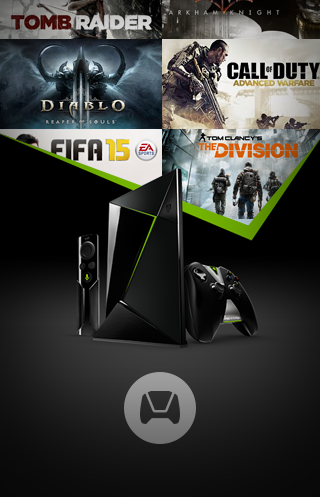 TOMB RAIDER
ARKHAM KNIGHT
DIABLO
REAPER OF SOULS
CALL OF DUTY
ADVANCED WARFARE
FIFA 15
EA
SPORTS
TOM CLANCY'S
THE DIVISION